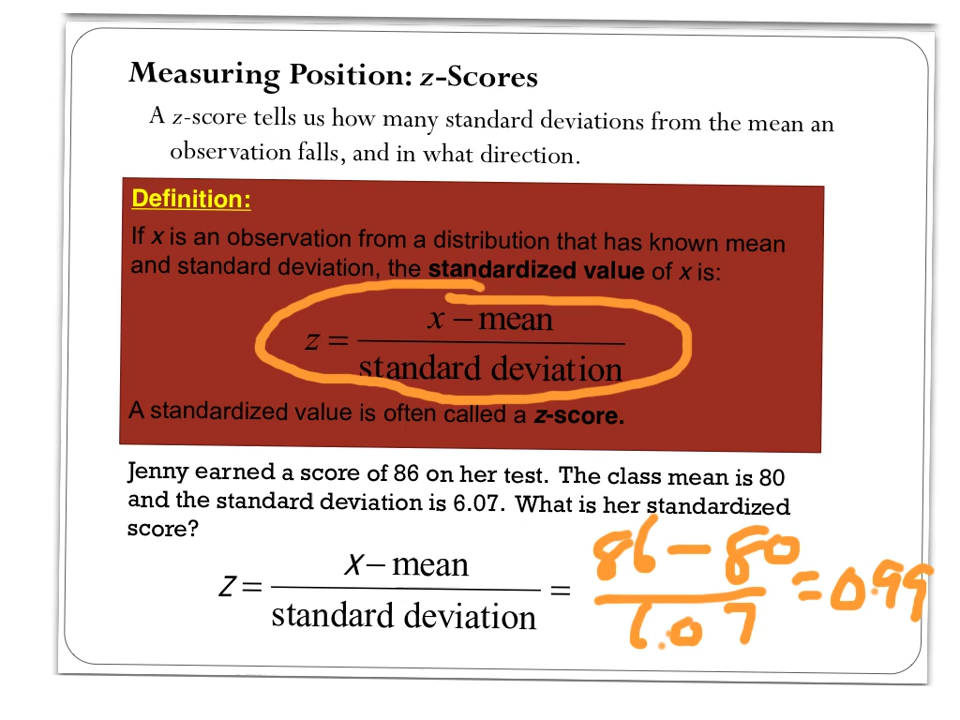 Measuring Position: z-Scores
A z-score tells us how many standard deviations from the mean an
observation falls, and in what direction.
Definition:
If x is an observation from a distribution that has known mean
and standard deviation, the standardized value of x is:
z = x – mean / standard deviation
A standardized value is often called a z-score.
Jenny earned a score of 86 on her test. The class mean is 80
and the standard deviation is 6.07. What is her standardized
score?
z = x – mean / standard deviation = 86 – 80 / 6.07 = 0.99